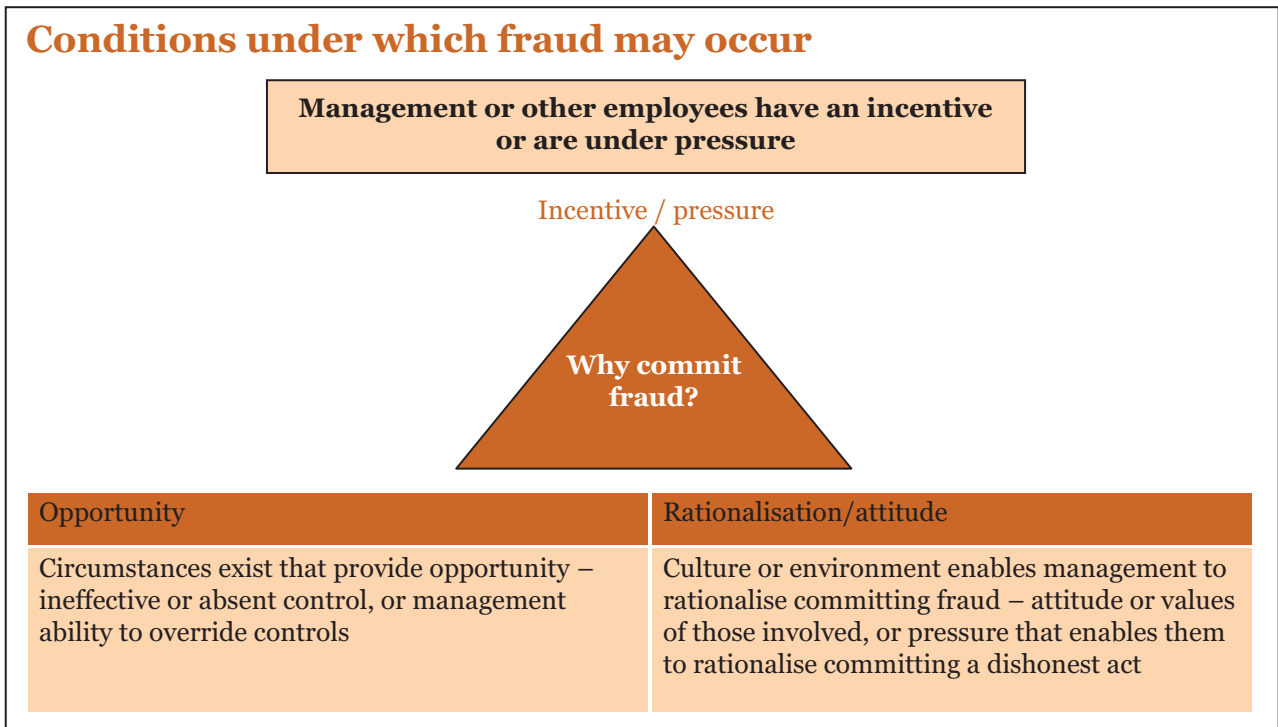 Conditions under which fraud may occur
Management or other employees have an incentive
or are under pressure
Incentive / pressure
Why commit
fraud?
Opportunity
Circumstances exist that provide opportunity –
ineffective or absent control, or management
ability to override controls
Rationalisation/attitude
Culture or environment enables management to
rationalise committing fraud – attitude or values
of those involved, or pressure that enables them
to rationalise committing a dishonest act